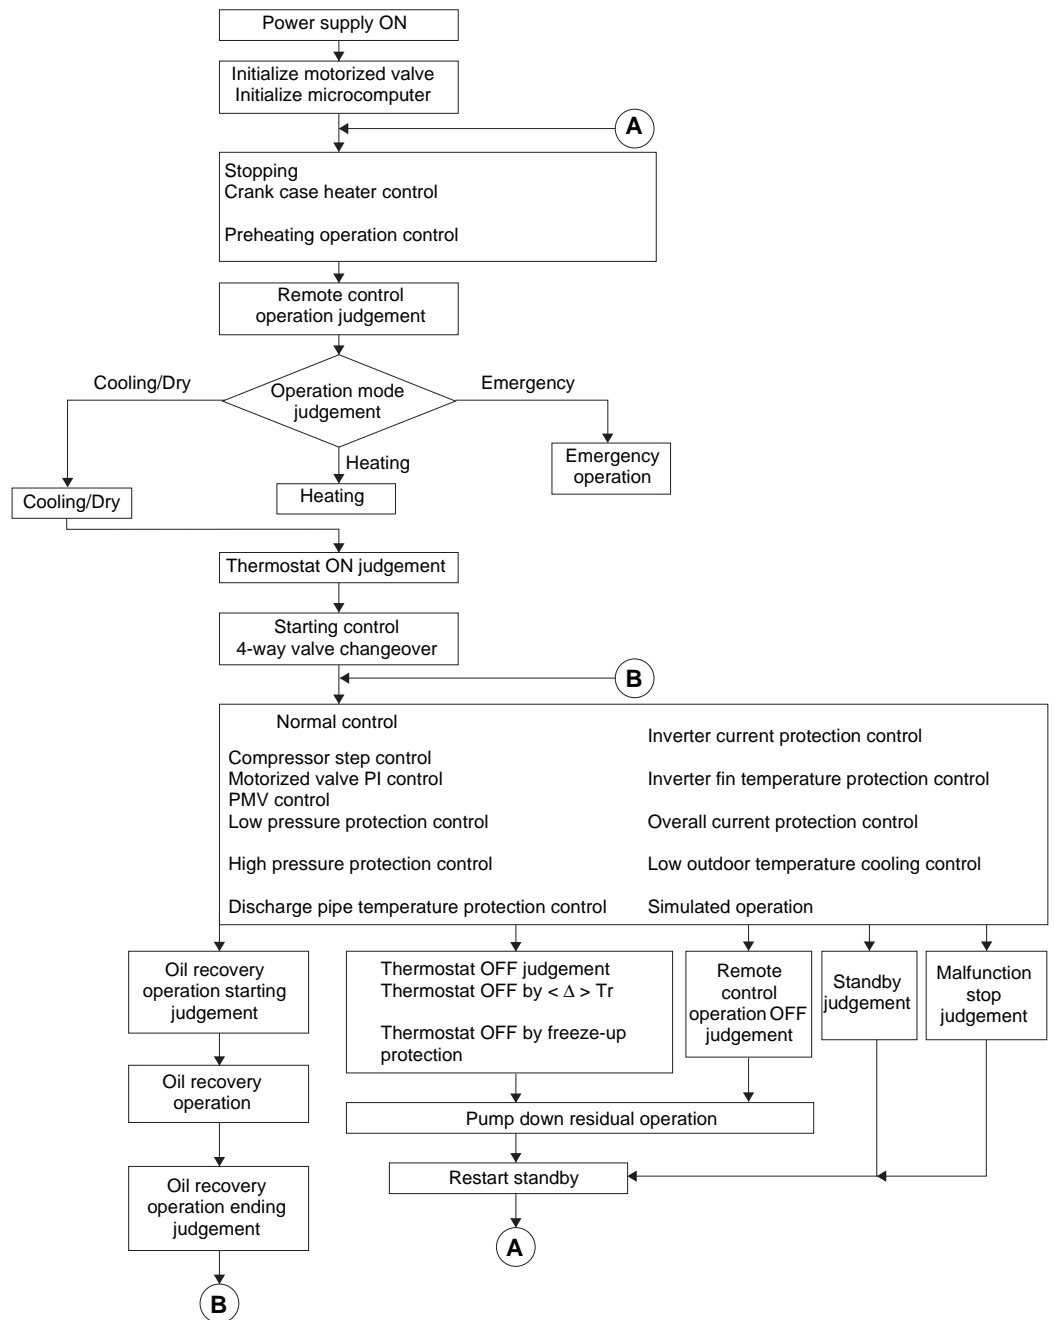 Power supply ON
Initialize motorized valve
Initialize microcomputer
A
Stopping
Crank case heater control
Preheating operation control
Remote control
operation judgement
Cooling/Dry
Operation mode
judgement
Emergency
Heating
Emergency
operation
Cooling/Dry
Heating
Thermostat ON judgement
Starting control
4-way valve changeover
B
Normal control
Compressor step control
Motorized valve PI control
PMV control
Low pressure protection control
High pressure protection control
Discharge pipe temperature protection control
Inverter current protection control
Inverter fin temperature protection control
Overall current protection control
Low outdoor temperature cooling control
Simulated operation
Oil recovery
operation starting
judgement
Thermostat OFF judgement
Thermostat OFF by < Δ > Tr
Thermostat OFF by freeze-up
protection
Remote
control
operation OFF
judgement
Standby
judgement
Malfunction
stop
judgement
Oil recovery
operation
Pump down residual operation
Oil recovery
operation ending
judgement
Restart standby
A
B